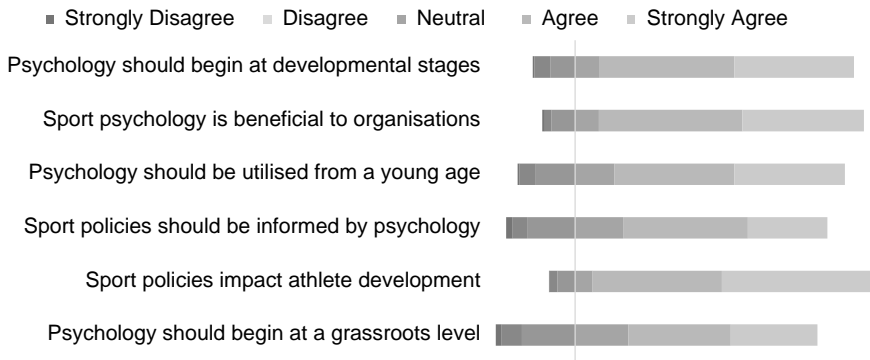 Strongly Disagree Disagree Neutral Agree Strongly Agree
Psychology should begin at developmental stages
Sport psychology is beneficial to organisations
Psychology should be utilised from a young age
Sport policies should be informed by psychology
Sport policies impact athlete development
Psychology should begin at a grassroots level